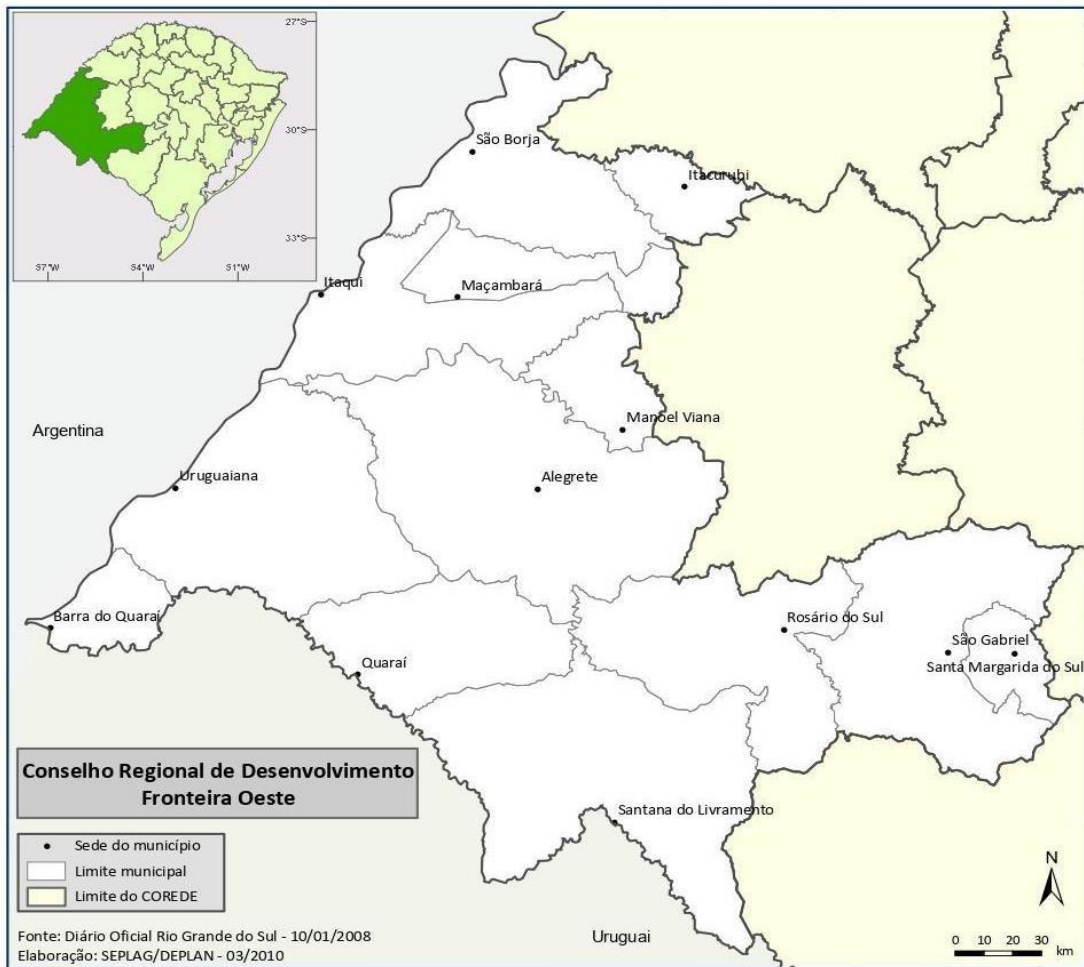 27°S
30°S
33°S
57°W
54°W
51°W
São Borja
Itacurubi
Itaqui
Maçambará
Manoel Viana
Argentina
Uruguaiana
Alegrete
Barra do Quaraí
Rosário do Sul
São Gabriel
Quaraí
Santa Margarida do Sul
Conselho Regional de Desenvolvimento
Fronteira Oeste
Santana do Livramento
Sede do município
Limite municipal
Limite do COREDE
N
Fonte: Diário Oficial Rio Grande do Sul - 10/01/2008
Elaboração: SEPLAG/DEPLAN - 03/2010
Uruguai
0 10 20 30
km